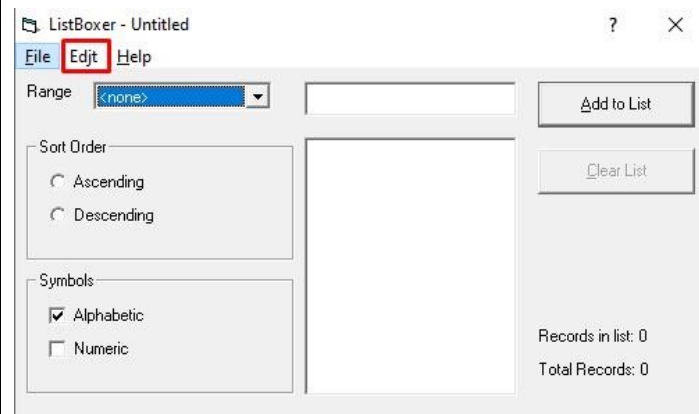 ListBoxer - Untitled ?
File Edjt Help
Range <none> Add to List
Sort Order
Ascending
Descending
Clear List
Symbols
Alphabetic
Numeric
Records in list: 0
Total Records: 0